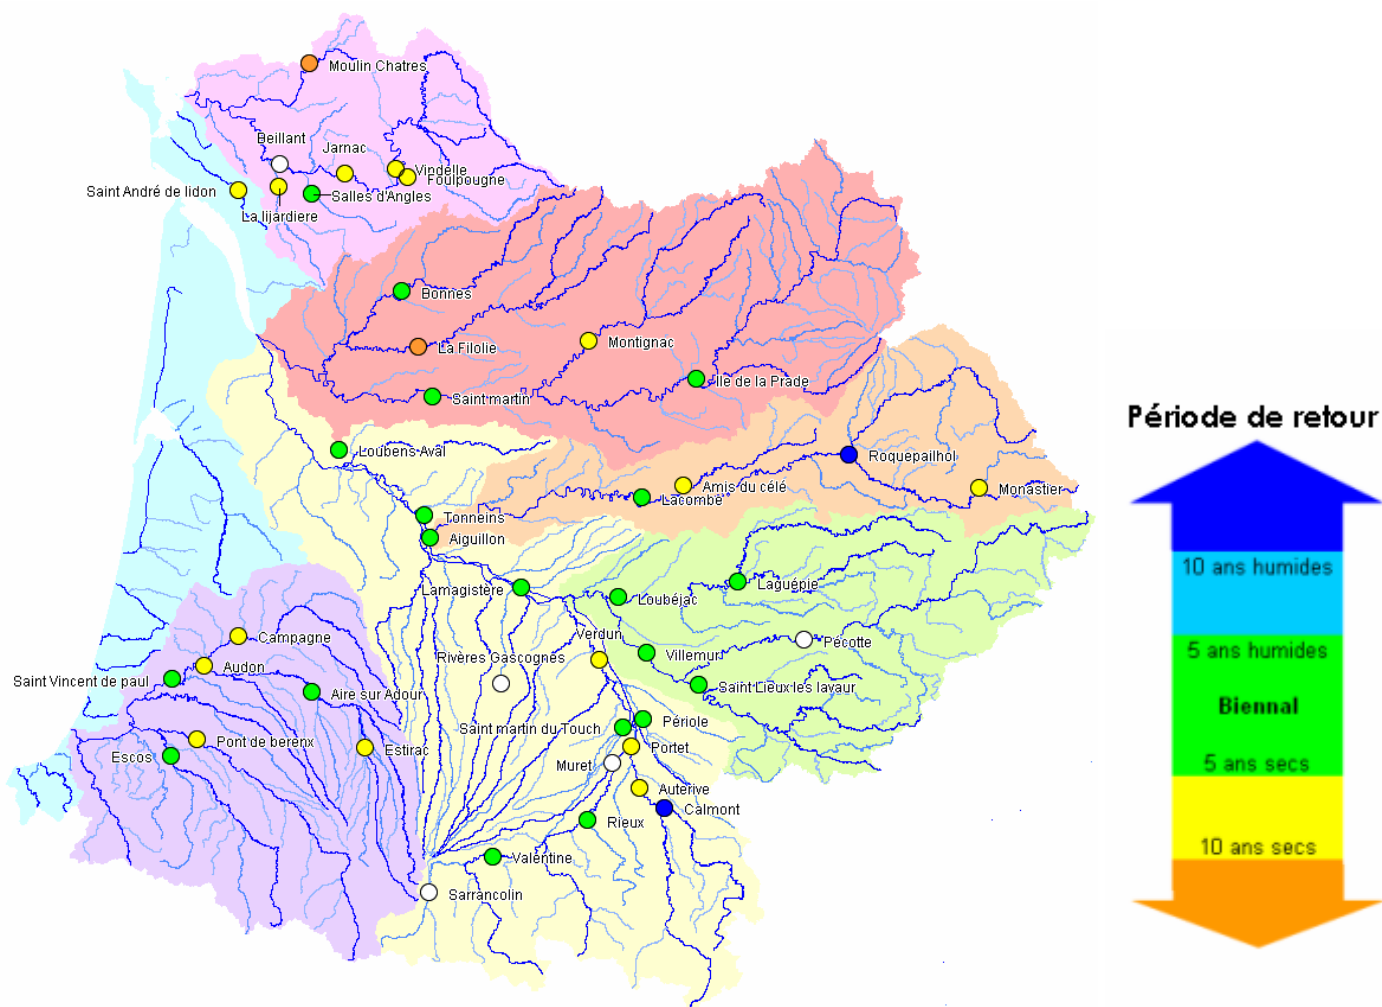 Moulin Chatres
Beillant
Jarnac
Vindelle
Foulpougne
Saint André de lidon
Salles d'Angles
La lijardiere
Bonnes
La Filolie
Montignac
Ile de la Prade
Saint martin
Loubens Aval
Roquepailhol
Amis du célé
Monastier
Lacombe
Tonneins
Aiguillon
Lamagistère
Laguépie
Loubéjac
Verdun
Campagne
Pécotte
Rivères Gascognes
Villemur
Audon
Saint Vincent de paul
Aire sur Adour
Saint Lieux les lavaur
Périole
Saint martin du Touch
Pont de berenx
Estirac
Portet
Escos
Muret
Auterive
Calmont
Rieux
Valentine
Sarrancolin
Période de retour
10 ans humides
5 ans humides
Biennal
5 ans secs
10 ans secs